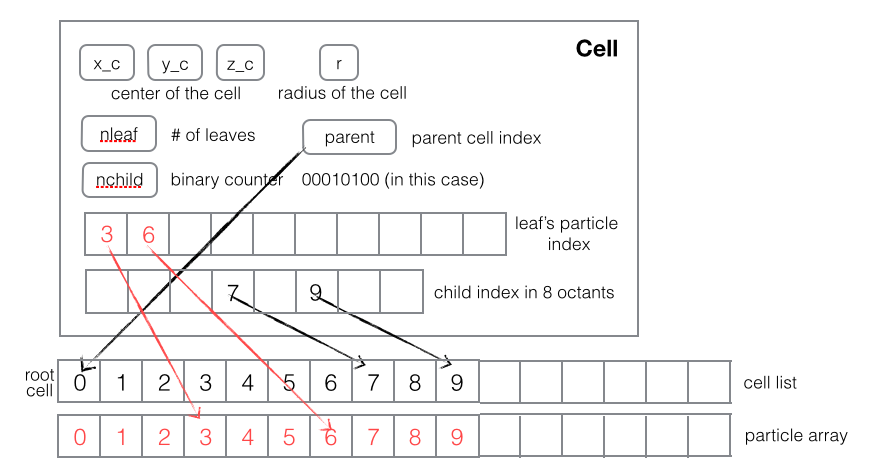 Cell
x_c y_c z_c r
center of the cell radius of the cell
nleaf # of leaves parent parent cell index
nchild binary counter 00010100 (in this case)
3 6 leaf's particle
index
7 9 child index in 8 octants
root
cell
0 1 2 3 4 5 6 7 8 9 cell list
0 1 2 3 4 5 6 7 8 9 particle array